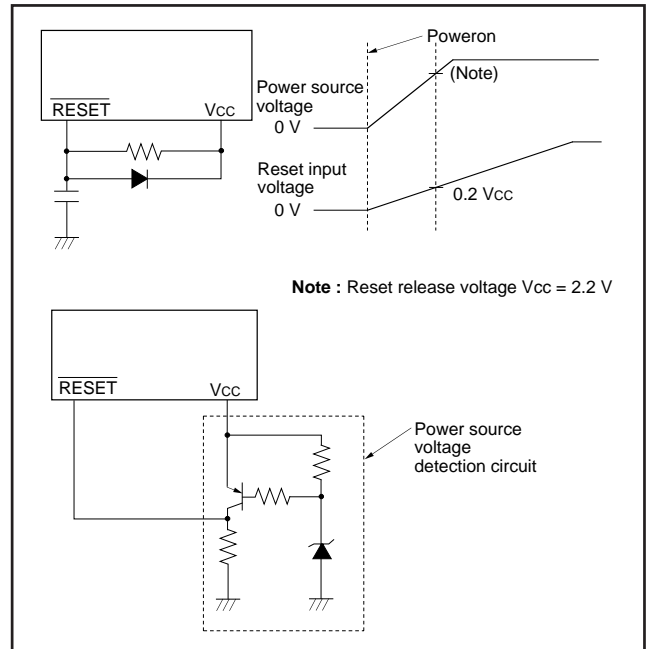 Poweron
(Note)
RESET
VCC
Power source
voltage
0 V
Reset input
voltage
0 V
0.2 VCC
Note : Reset release voltage Vcc = 2.2 V
RESET
VCC
Power source
voltage
detection circuit